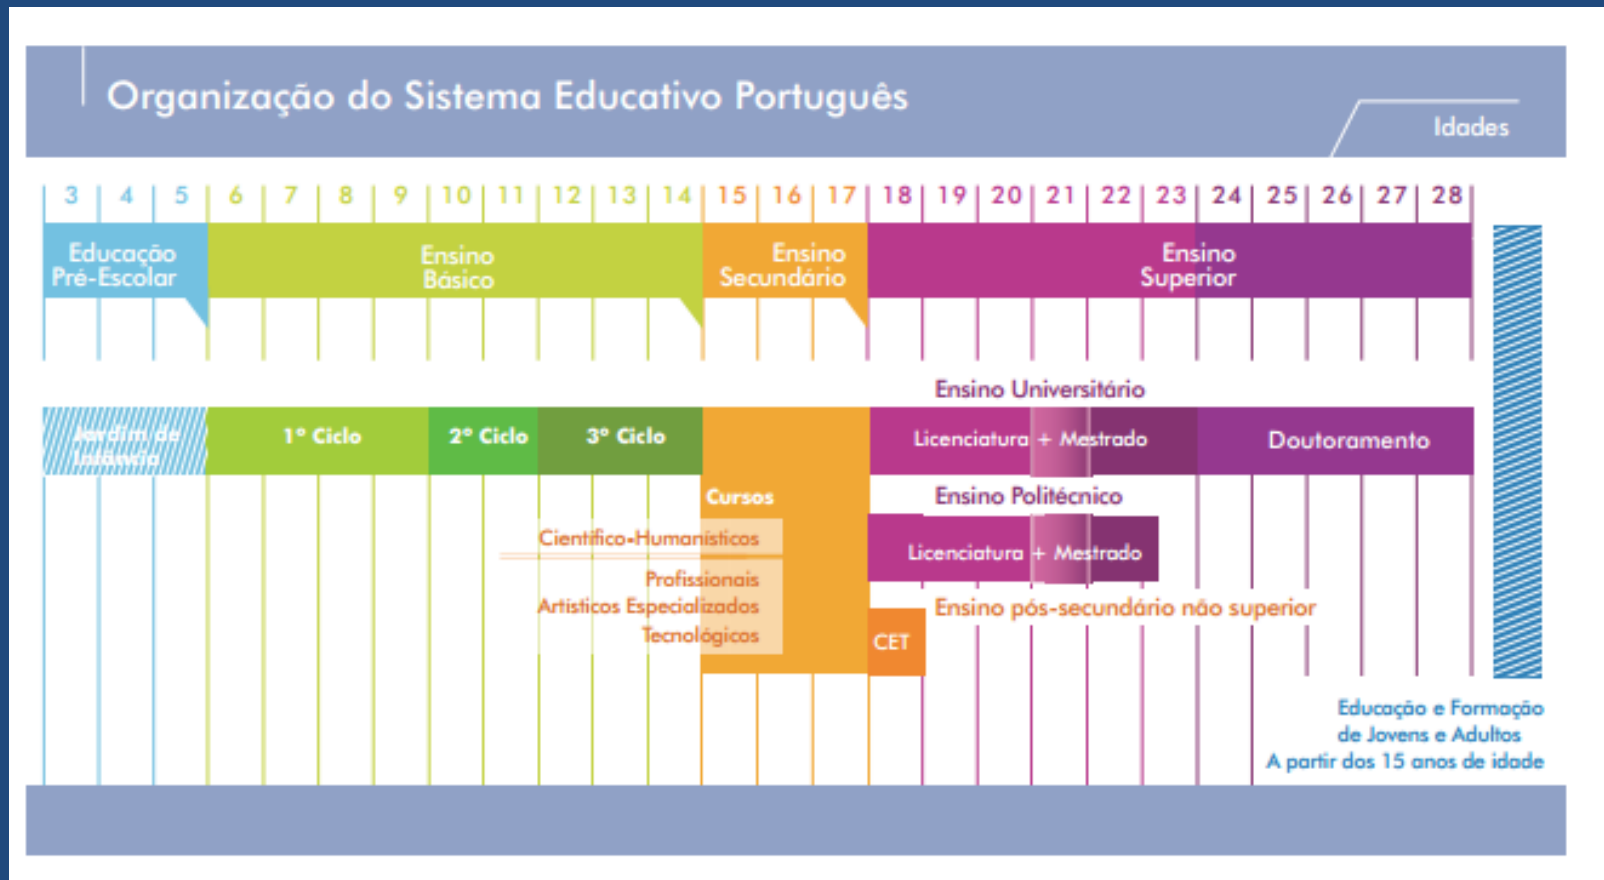 Organização do Sistema Educativo Português
Idades
3 4 5 6 7 8 9 10 11 12 13 14 15 16 17 18 19 20 21 22 23 24 25 26 27 28
Educação
Pré-Escolar
Ensino
Básico
Ensino
Secundário
Ensino
Superior
Ensino Universitário
Jardim de
Infância
1º Ciclo
2º Ciclo
3º Ciclo
Licenciatura + Mestrado
Doutoramento
Cursos
Científico-Humanísticos
Profissionais
Artísticos Especializados
Tecnológicos
Ensino Politécnico
Licenciatura + Mestrado
Ensino pós-secundário não superior
CET
Educação e Formação
de Jovens e Adultos
A partir dos 15 anos de idade